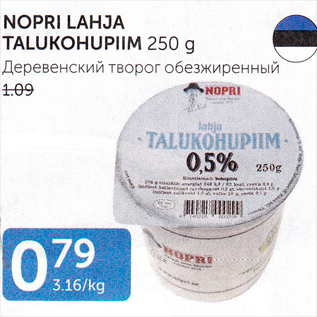 NOPRI LAHJA
TALUKOHUPIIM 250 g
Деревенский творог обезжиренный
1.09
NOPRI
lahja
TALUKOHUPIIM
0,5% 250g
NOPRI
0.79
3.16/kg